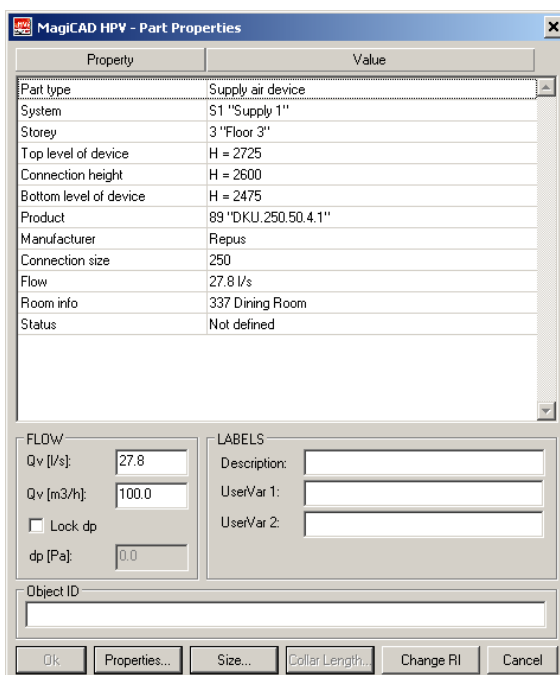 MagiCAD HPV - Part Properties
Property Value
Part type Supply air device
System S1 "Supply 1"
Storey 3 "Floor 3"
Top level of device H = 2725
Connection height H = 2600
Bottom level of device H = 2475
Product 89 "DKU.250.50.4.1"
Manufacturer Repus
Connection size 250
Flow 27.8 l/s
Room info 337 Dining Room
Status Not defined
FLOW LABELS
Qv [l/s]: 27.8 Description:
Qv [m3/h]: 100.0 UserVar 1:
Lock dp UserVar 2:
dp [Pa]: 0.0
Object ID
Ok Properties... Size... Collar Length... Change RI Cancel